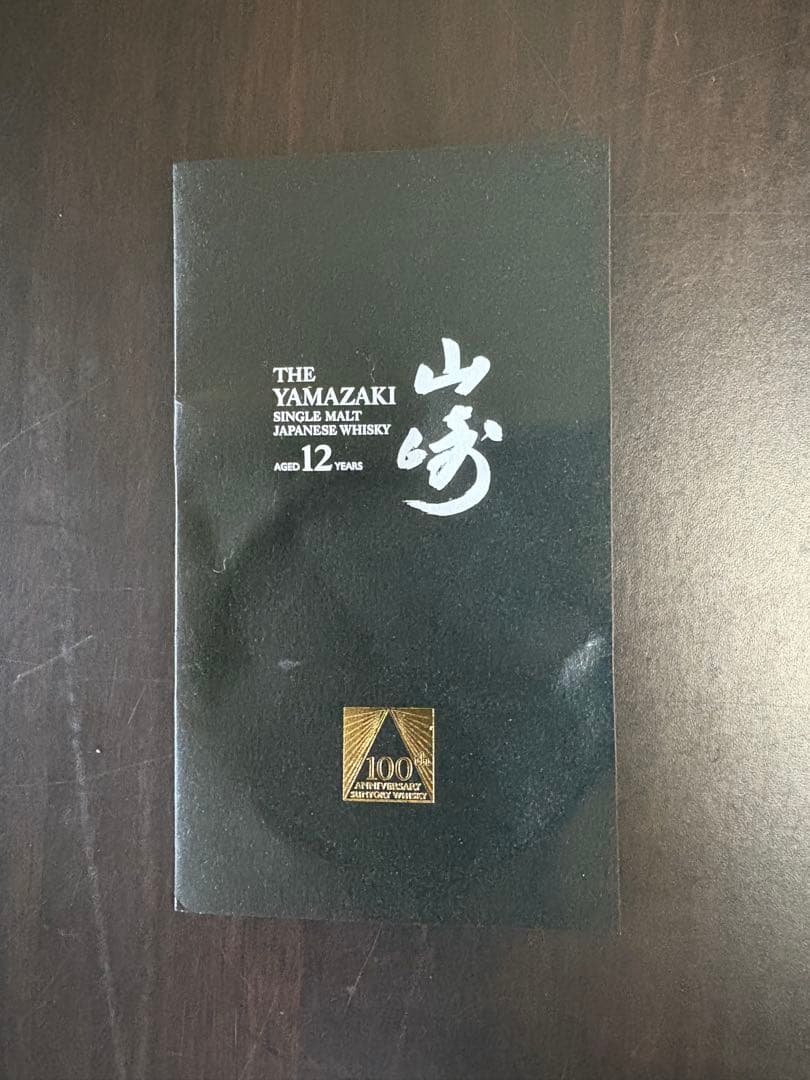 THE
YAMAZAKI
SINGLE MALT
JAPANESE WHISKY
AGED 12 YEARS
山崎
100th
ANNIVERSARY
SUNTORY WHISKY